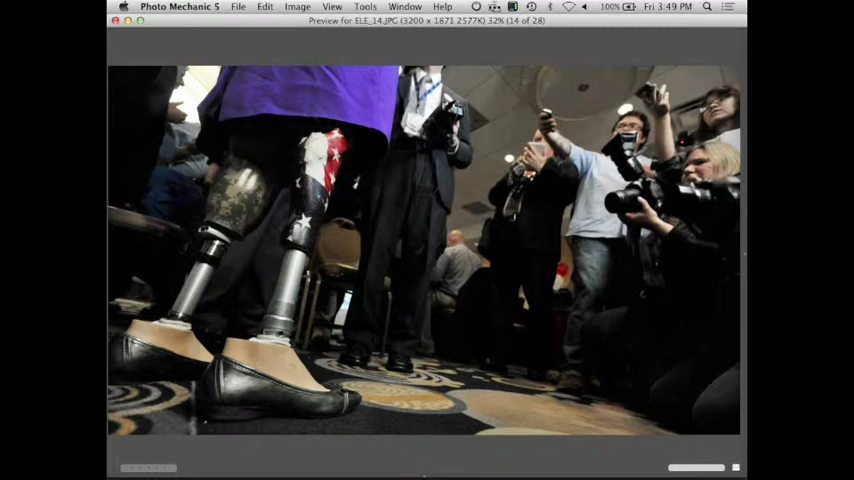 Photo Mechanic 5 File Edit Image View Tools Window Help 100% Fri 3:49 PM
Preview for ELE_14.JPG (3200 x 1871 2577K) 32% (14 of 28)